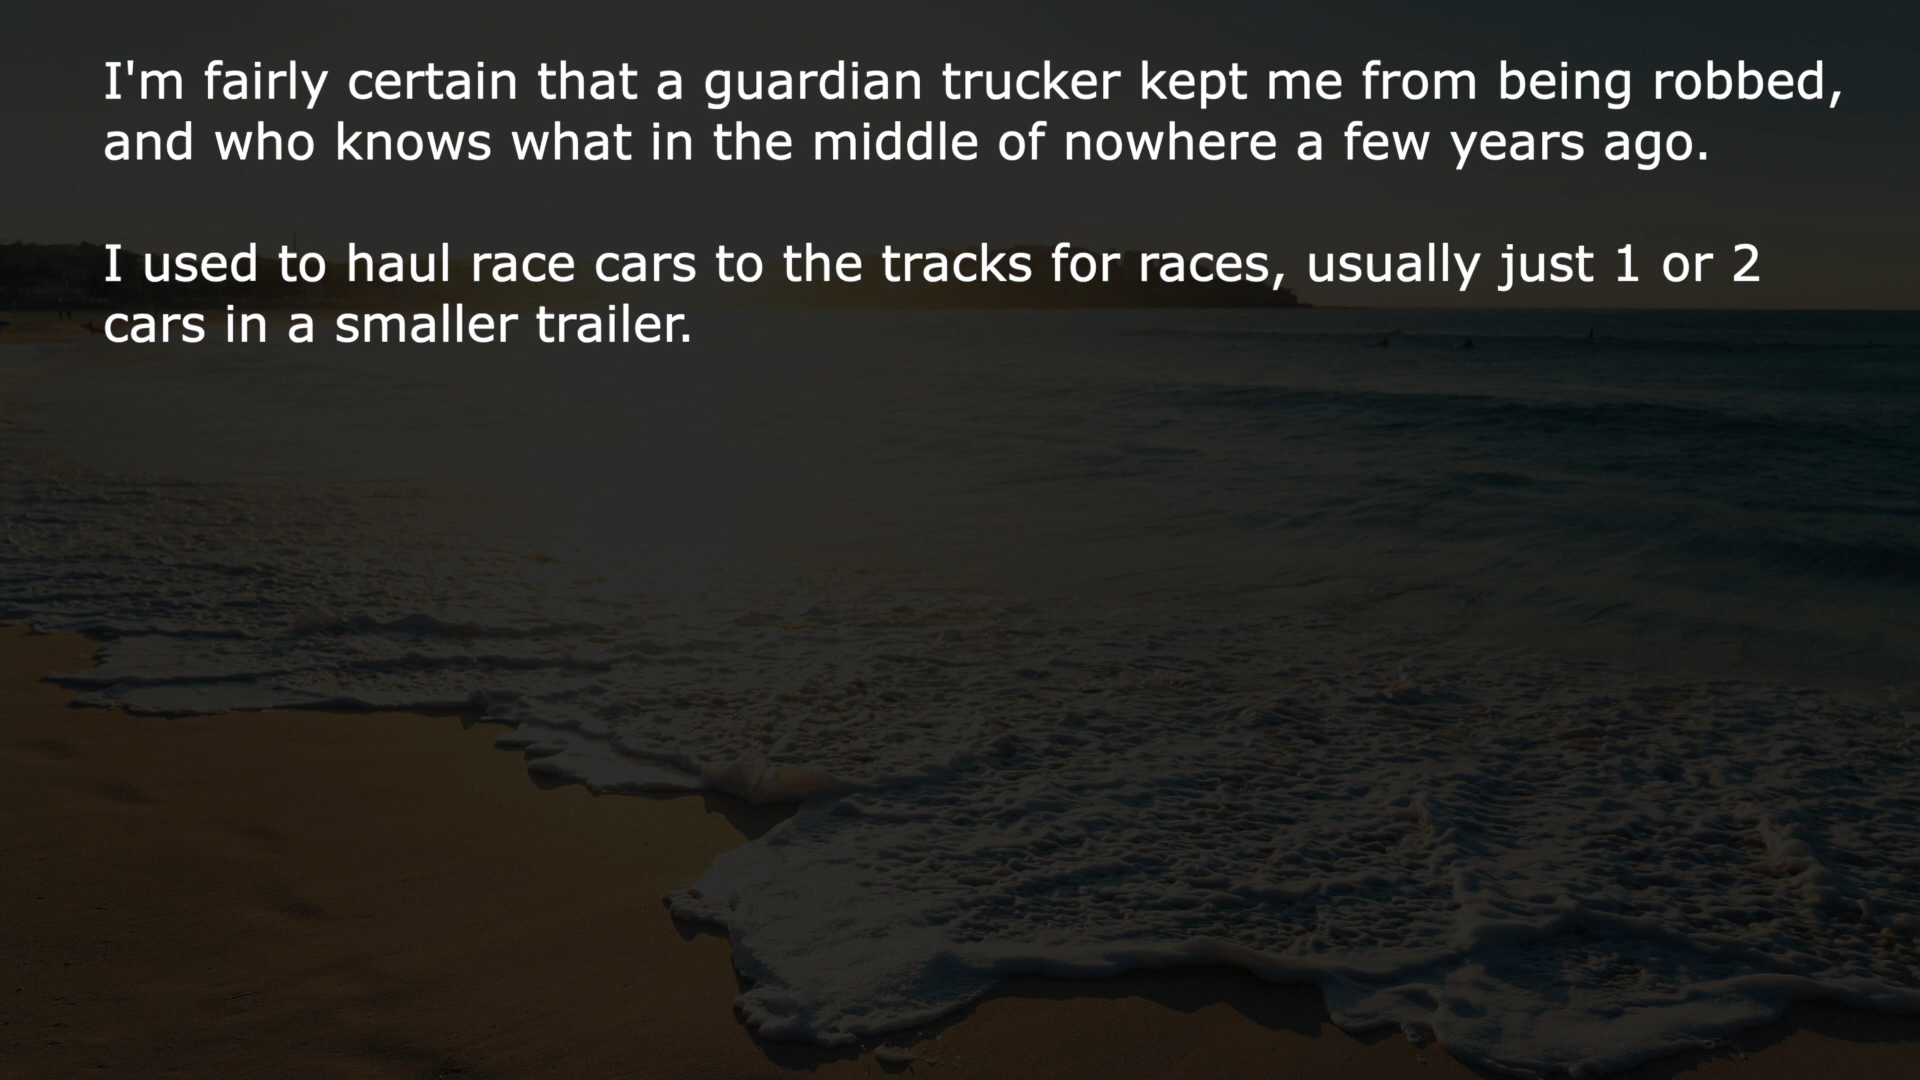 I'm fairly certain that a guardian trucker kept me from being robbed,
and who knows what in the middle of nowhere a few years ago.
I used to haul race cars to the tracks for races, usually just 1 or 2
cars in a smaller trailer.